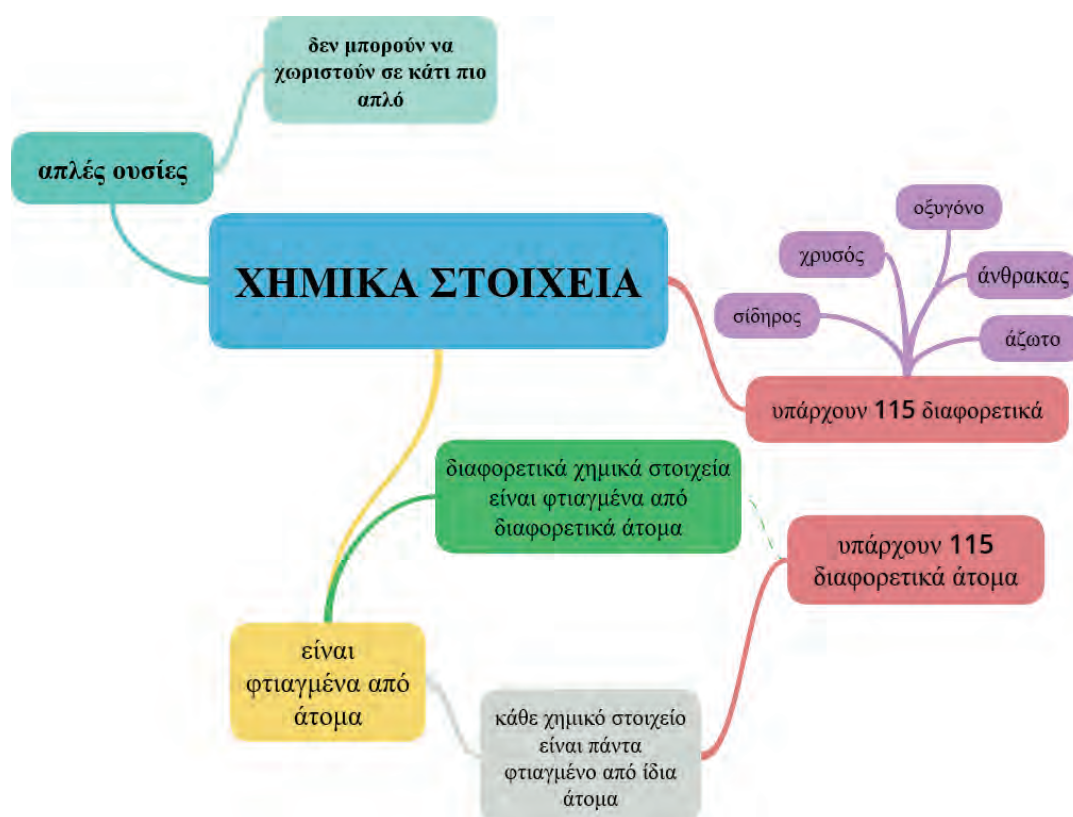 δεν μπορούν να
χωριστούν σε κάτι πιο
απλό
απλές ουσίες
ΧΗΜΙΚΑ ΣΤΟΙΧΕΙΑ
οξυγόνο
χρυσός
άνθρακας
σίδηρος
άζωτο
υπάρχουν 115 διαφορετικά
διαφορετικά χημικά στοιχεία
είναι φτιαγμένα από
διαφορετικά άτομα
υπάρχουν 115
διαφορετικά άτομα
είναι
φτιαγμένα από
άτομα
κάθε χημικό στοιχείο
είναι πάντα
φτιαγμένο από ίδια
άτομα